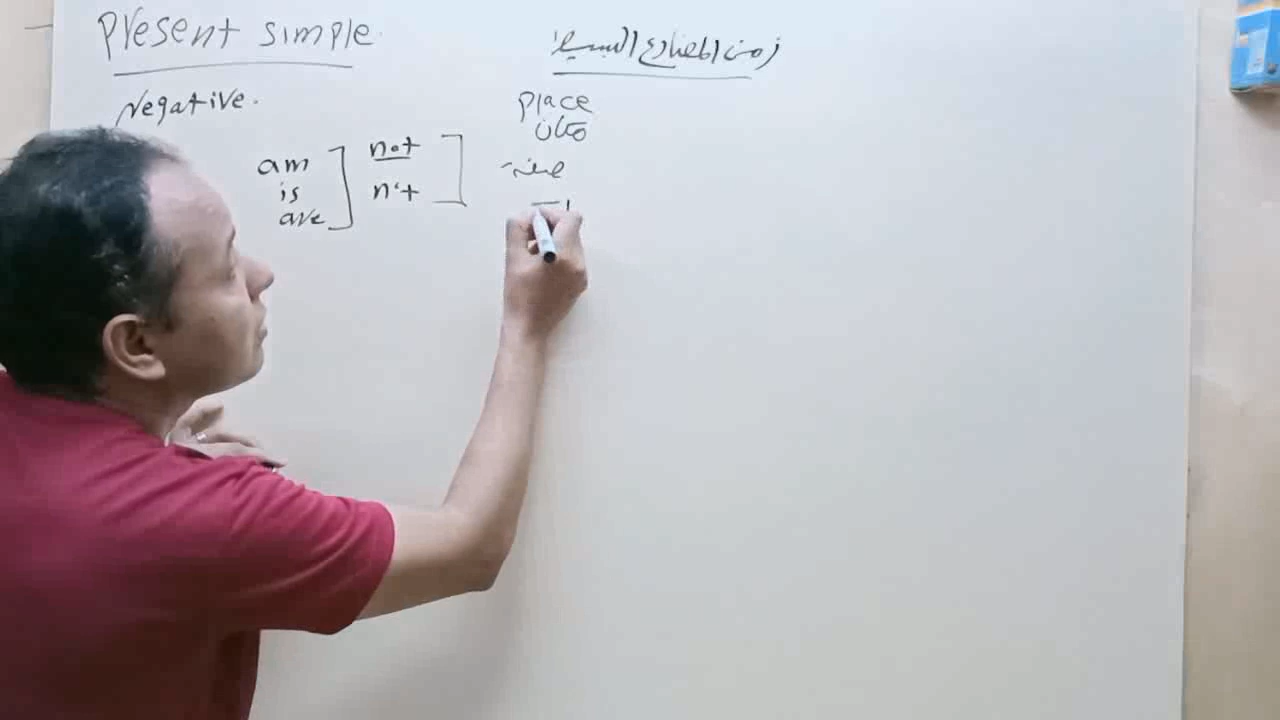 present simple
زمن المضارع البسيط
Negative.
place
مكان
am
is
are
not
n't
صفة